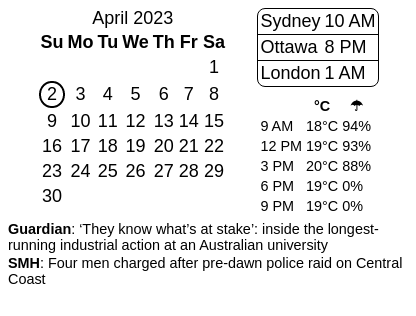 April 2023
Su Mo Tu We Th Fr Sa
1
2 3 4 5 6 7 8
9 10 11 12 13 14 15
16 17 18 19 20 21 22
23 24 25 26 27 28 29
30
Sydney 10 AM
Ottawa 8 PM
London 1 AM
°C ☂
9 AM 18°C 94%
12 PM 19°C 93%
3 PM 20°C 88%
6 PM 19°C 0%
9 PM 19°C 0%
Guardian: ‘They know what’s at stake’: inside the longest-
running industrial action at an Australian university
SMH: Four men charged after pre-dawn police raid on Central
Coast